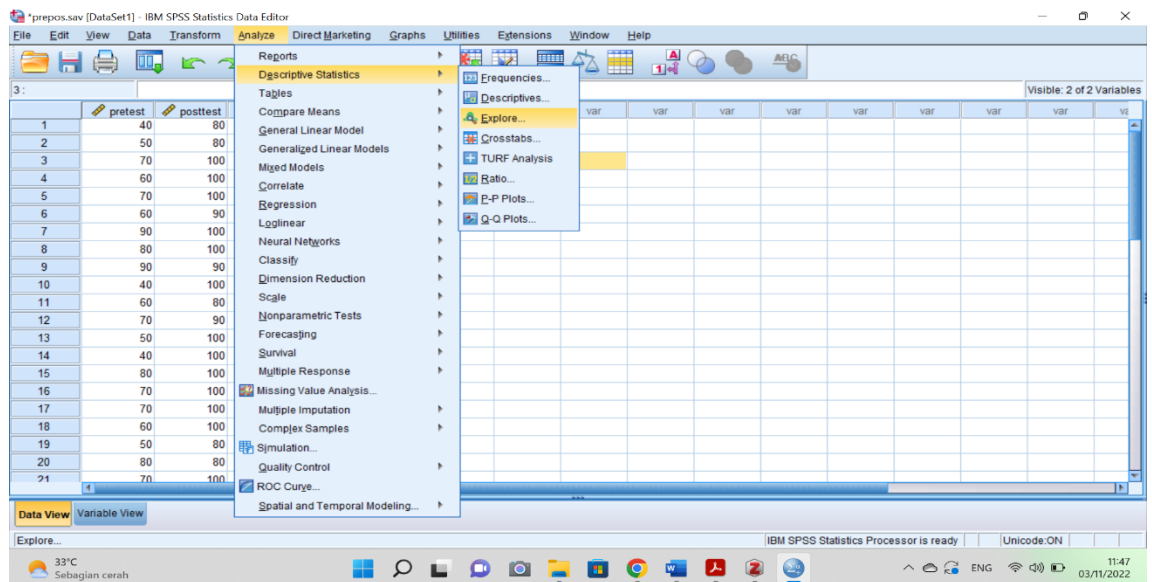 *prepos.sav [DataSet1] - IBM SPSS Statistics Data Editor
File Edit View Data Transform Analyze Direct Marketing Graphs Utilities Extensions Window Help
3 :
Visible: 2 of 2 Variables
pretest posttest var var var var var var var var va
1 40 80
2 50 80
3 70 100
4 60 100
5 70 100
6 60 90
7 90 100
8 80 100
9 90 90
10 40 100
11 60 80
12 70 90
13 50 100
14 40 100
15 80 100
16 70 100
17 70 100
18 60 100
19 50 80
20 80 80
21 70 100
Reports
Descriptive Statistics
Tables
Compare Means
General Linear Model
Generalized Linear Models
Mixed Models
Correlate
Regression
Loglinear
Neural Networks
Classify
Dimension Reduction
Scale
Nonparametric Tests
Forecasting
Survival
Multiple Response
Missing Value Analysis...
Multiple Imputation
Complex Samples
Simulation...
Quality Control
ROC Curve...
Spatial and Temporal Modeling...
Frequencies...
Descriptives...
Explore...
Crosstabs...
TURF Analysis
Ratio...
P-P Plots...
Q-Q Plots...
Data View Variable View
Explore...
IBM SPSS Statistics Processor is ready Unicode:ON
33°C
Sebagian cerah
ENG
11:47
03/11/2022